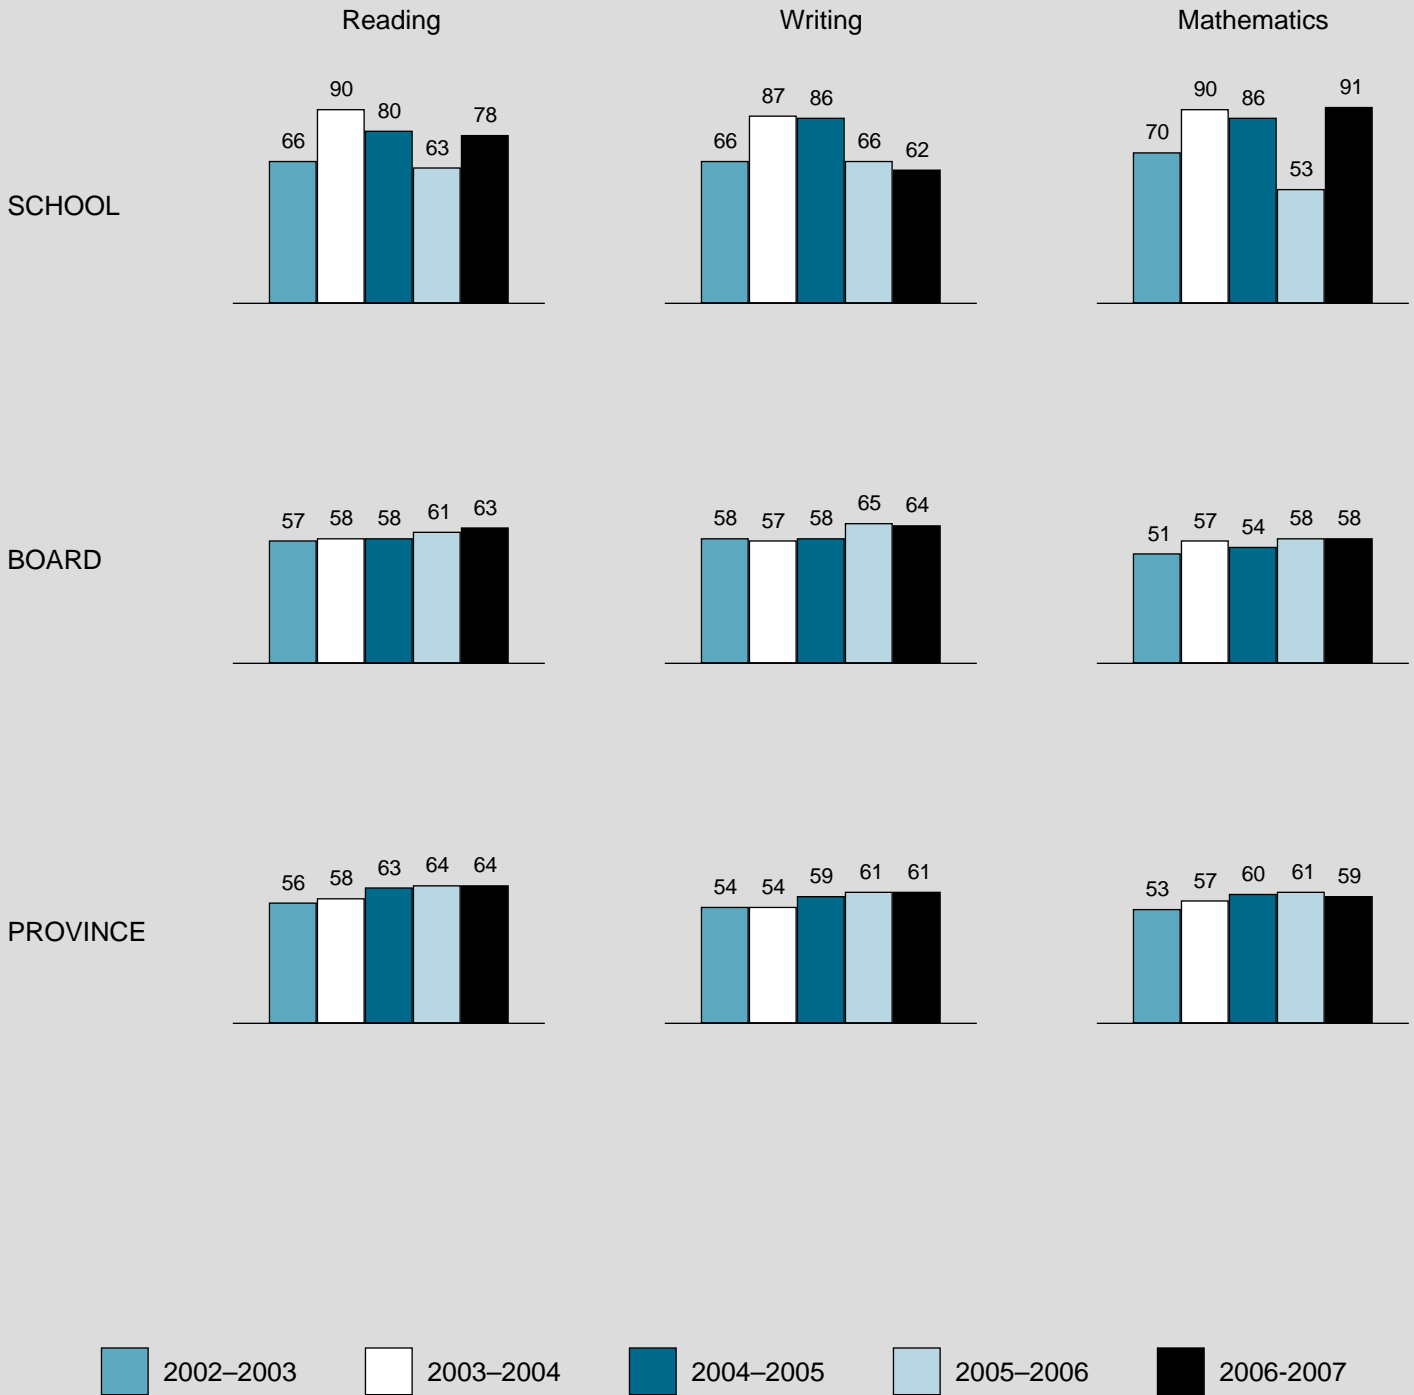 Reading Writing Mathematics
SCHOOL
66 90 80 63 78
66 87 86 66 62
70 90 86 53 91
BOARD
57 58 58 61 63
58 57 58 65 64
51 57 54 58 58
PROVINCE
56 58 63 64 64
54 54 59 61 61
53 57 60 61 59
2002–2003 2003–2004 2004–2005 2005–2006 2006-2007